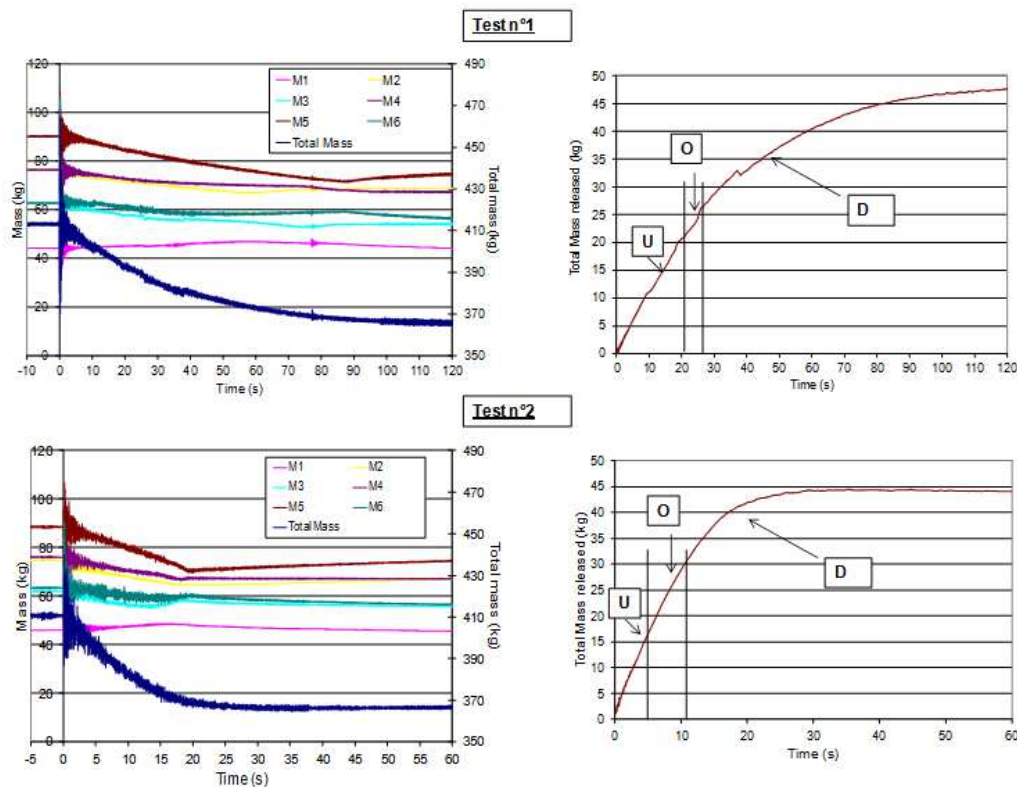 Test n°1
120
100
80
60
40
20
0
Mass (kg)
490
470
450
430
410
390
370
350
Total mass (kg)
M1 M2
M3 M4
M5 M6
Total Mass
-10 0 10 20 30 40 50 60 70 80 90 100 110 120
Time (s)
50
45
40
35
30
25
20
15
10
5
0
Total Mass released (kg)
O
U
D
0 10 20 30 40 50 60 70 80 90 100 110 120
Time (s)
Test n°2
120
100
80
60
40
20
0
Mass (kg)
490
470
450
430
410
390
370
350
Total mass (kg)
M1 M2
M3 M4
M5 M6
Total Mass
-5 0 5 10 15 20 25 30 35 40 45 50 55 60
Time (s)
50
45
40
35
30
25
20
15
10
5
0
Total Mass released (kg)
O
U
D
0 10 20 30 40 50 60
Time (s)